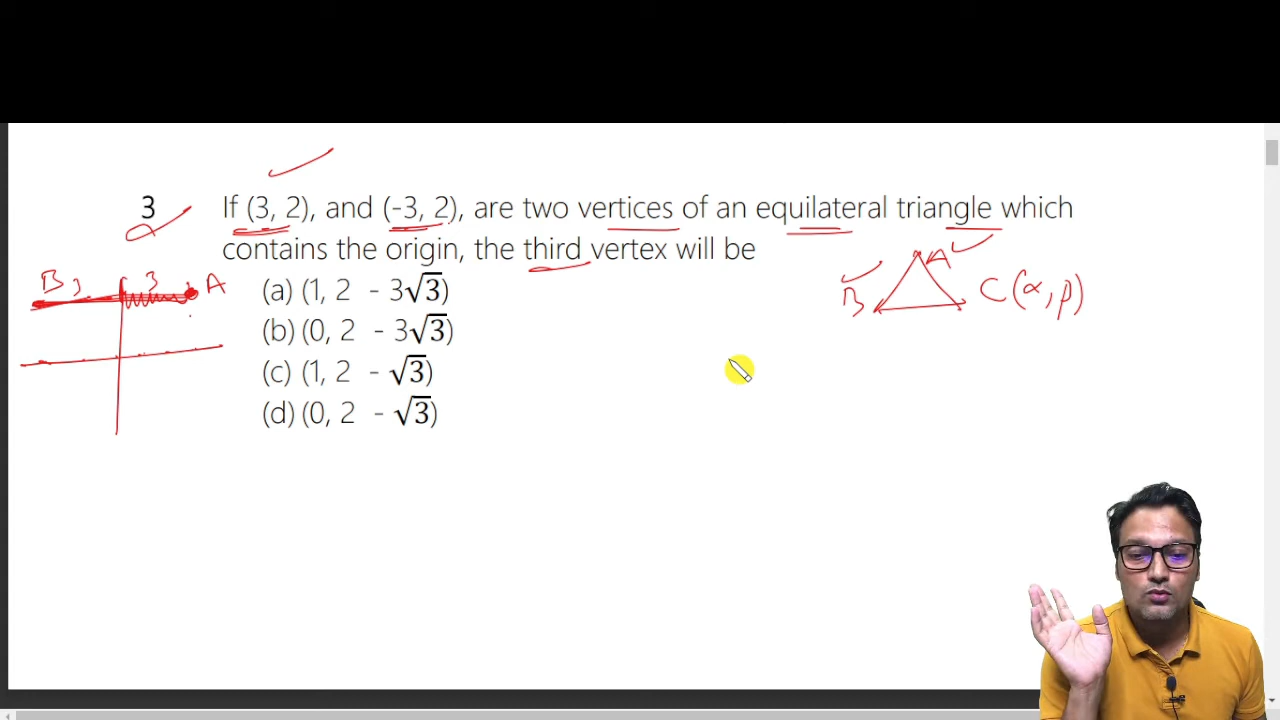 3 If (3, 2), and (-3, 2), are two vertices of an equilateral triangle which
contains the origin, the third vertex will be
(a) (1, 2 - 3√3)
(b) (0, 2 - 3√3)
(c) (1, 2 - √3)
(d) (0, 2 - √3)
B 3 3 A
A
B C(α, β)